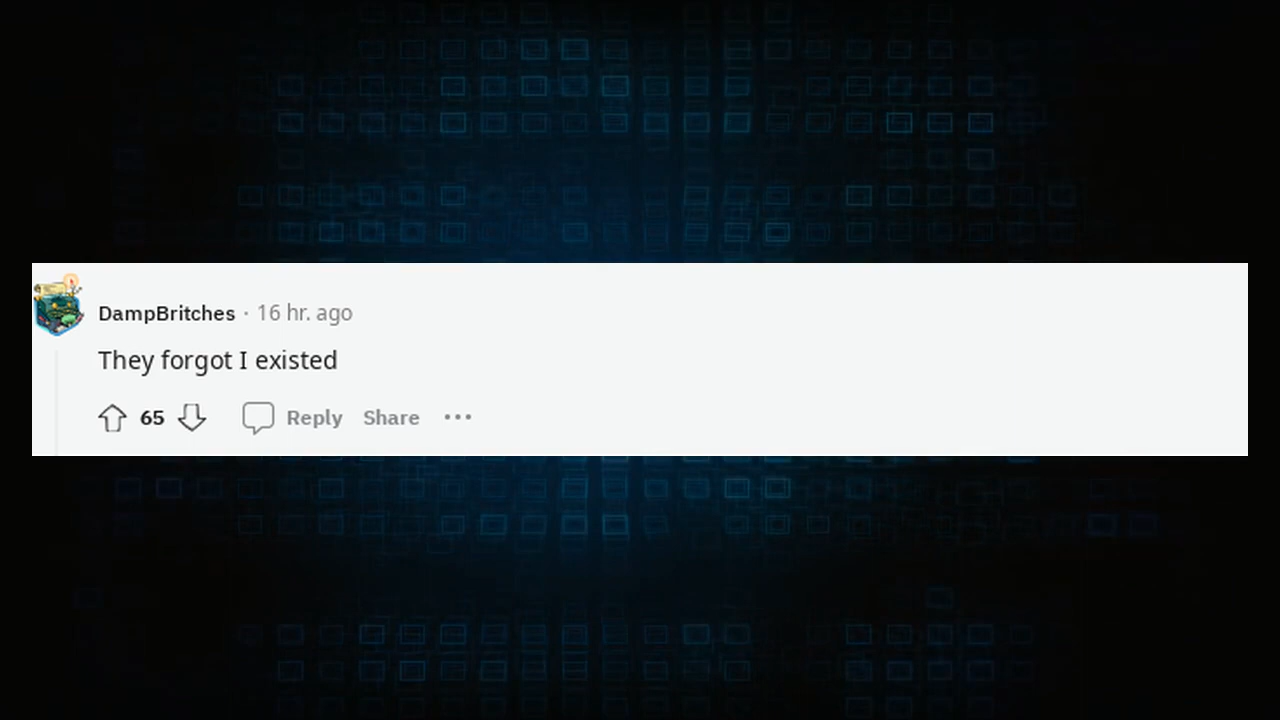 DampBritches · 16 hr. ago
They forgot I existed
65 Reply Share ···